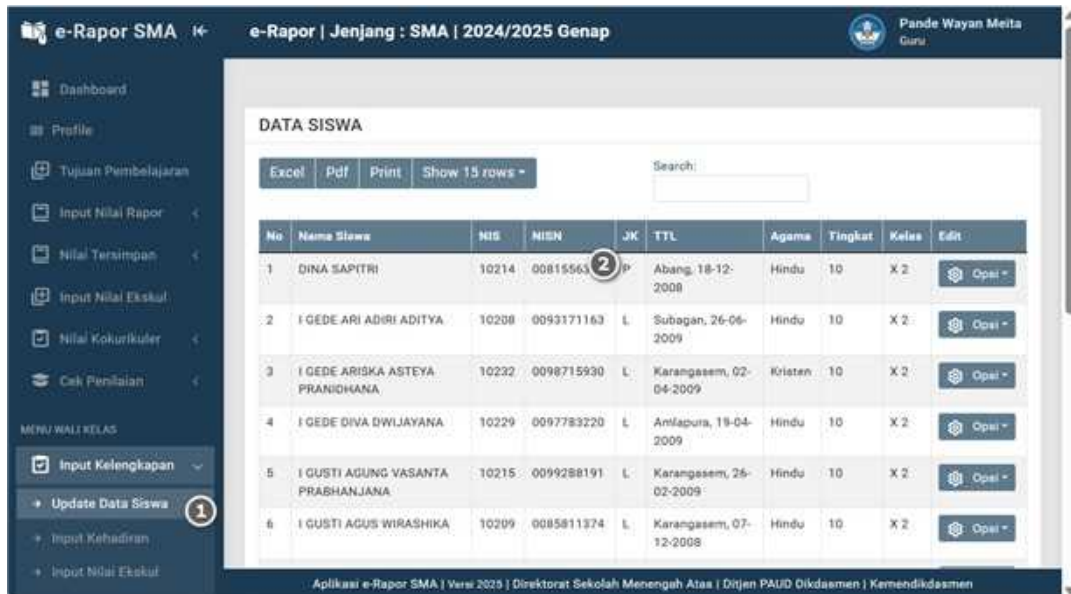 e-Rapor SMA
e-Rapor | Jenjang : SMA | 2024/2025 Genap
Pande Wayan Meita
Guru
Dashboard
Profile
Tujuan Pembelajaran
Input Nilai Rapor
Nilai Tersimpan
Input Nilai Ekskul
Nilai Kokurikuler
Cek Penilaian
MENU WALI KELAS
Input Kelengkapan
Update Data Siswa
1
Input Kehadiran
Input Nilai Ekskul
DATA SISWA
Excel Pdf Print Show 15 rows
Search:
No Nama Siswa NIS NISN JK TTL Agama Tingkat Kelas Edit
2
1 DINA SAPITRI 10214 P Abang, 18-12-
2008 Hindu 10 X 2 Opsi
2 I GEDE ARI ADIRI ADITYA 10208 0093171163 L Subagan, 26-06-
2009 Hindu 10 X 2 Opsi
3 I GEDE ARISKA ASTEYA
PRANIDHANA 10232 0098715930 L Karangasem, 02-
04-2009 Kristen 10 X 2 Opsi
4 I GEDE DIVA DWIJAYANA 10229 0097783220 L Amlapura, 19-04-
2009 Hindu 10 X 2 Opsi
5 I GUSTI AGUNG VASANTA
PRABHANJANA 10215 0099288191 L Karangasem, 26-
02-2009 Hindu 10 X 2 Opsi
6 I GUSTI AGUS WIRASHIKA 10209 0085811374 L Karangasem, 07-
12-2008 Hindu 10 X 2 Opsi
Aplikasi e-Rapor SMA | Versi 2025 | Direktorat Sekolah Menengah Atas | Ditjen PAUD Dikdasmen | Kemendikdasmen